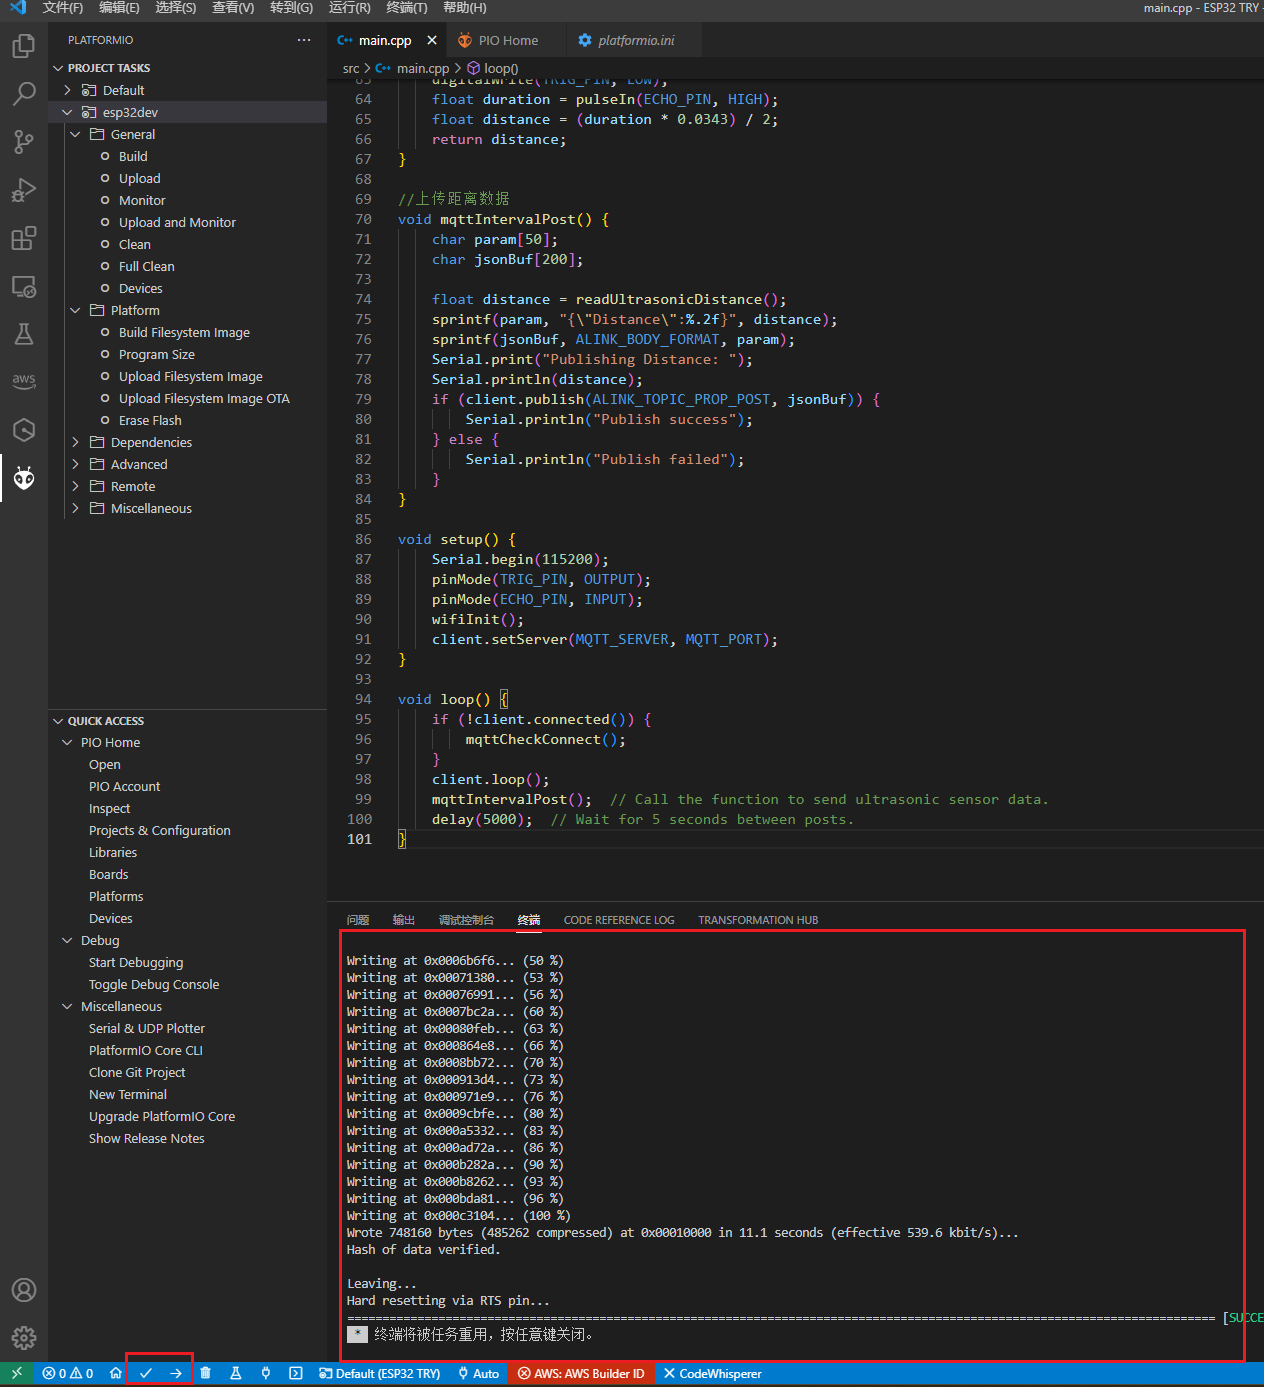 文件(F) 编辑(E) 选择(S) 查看(V) 转到(G) 运行(R) 终端(T) 帮助(H) main.cpp - ESP32 TRY -
PLATFORMIO ···
PROJECT TASKS
Default
esp32dev
General
Build
Upload
Monitor
Upload and Monitor
Clean
Full Clean
Devices
Platform
Build Filesystem Image
Program Size
Upload Filesystem Image
Upload Filesystem Image OTA
Erase Flash
Dependencies
Advanced
Remote
Miscellaneous
aws
QUICK ACCESS
PIO Home
Open
PIO Account
Inspect
Projects & Configuration
Libraries
Boards
Platforms
Devices
Debug
Start Debugging
Toggle Debug Console
Miscellaneous
Serial & UDP Plotter
PlatformIO Core CLI
Clone Git Project
New Terminal
Upgrade PlatformIO Core
Show Release Notes
main.cpp PIO Home platformio.ini
src > main.cpp > loop()
63 digitalWrite(TRIG_PIN, LOW);
64 float duration = pulseIn(ECHO_PIN, HIGH);
65 float distance = (duration * 0.0343) / 2;
66 return distance;
67 }
68
69 //上传距离数据
70 void mqttIntervalPost() {
71 char param[50];
72 char jsonBuf[200];
73
74 float distance = readUltrasonicDistance();
75 sprintf(param, "{\"Distance\":%.2f}", distance);
76 sprintf(jsonBuf, ALINK_BODY_FORMAT, param);
77 Serial.print("Publishing Distance: ");
78 Serial.println(distance);
79 if (client.publish(ALINK_TOPIC_PROP_POST, jsonBuf)) {
80 Serial.println("Publish success");
81 } else {
82 Serial.println("Publish failed");
83 }
84 }
85
86 void setup() {
87 Serial.begin(115200);
88 pinMode(TRIG_PIN, OUTPUT);
89 pinMode(ECHO_PIN, INPUT);
90 wifiInit();
91 client.setServer(MQTT_SERVER, MQTT_PORT);
92 }
93
94 void loop() {
95 if (!client.connected()) {
96 mqttCheckConnect();
97 }
98 client.loop();
99 mqttIntervalPost();  // Call the function to send ultrasonic sensor data.
100 delay(5000);  // Wait for 5 seconds between posts.
101 }
问题 输出 调试控制台 终端 CODE REFERENCE LOG TRANSFORMATION HUB
Writing at 0x0006b6f6... (50 %)
Writing at 0x00071380... (53 %)
Writing at 0x00076991... (56 %)
Writing at 0x0007bc2a... (60 %)
Writing at 0x00080feb... (63 %)
Writing at 0x000864e8... (66 %)
Writing at 0x0008bb72... (70 %)
Writing at 0x000913d4... (73 %)
Writing at 0x000971e9... (76 %)
Writing at 0x0009cbfe... (80 %)
Writing at 0x000a5332... (83 %)
Writing at 0x000ad72a... (86 %)
Writing at 0x000b282a... (90 %)
Writing at 0x000b8262... (93 %)
Writing at 0x000bda81... (96 %)
Writing at 0x000c3104... (100 %)
Wrote 748160 bytes (485262 compressed) at 0x00010000 in 11.1 seconds (effective 539.6 kbit/s)...
Hash of data verified.
Leaving...
Hard resetting via RTS pin...
[SUCCE
* 终端将被任务重用，按任意键关闭。
0 0 Default (ESP32 TRY) Auto AWS: AWS Builder ID CodeWhisperer